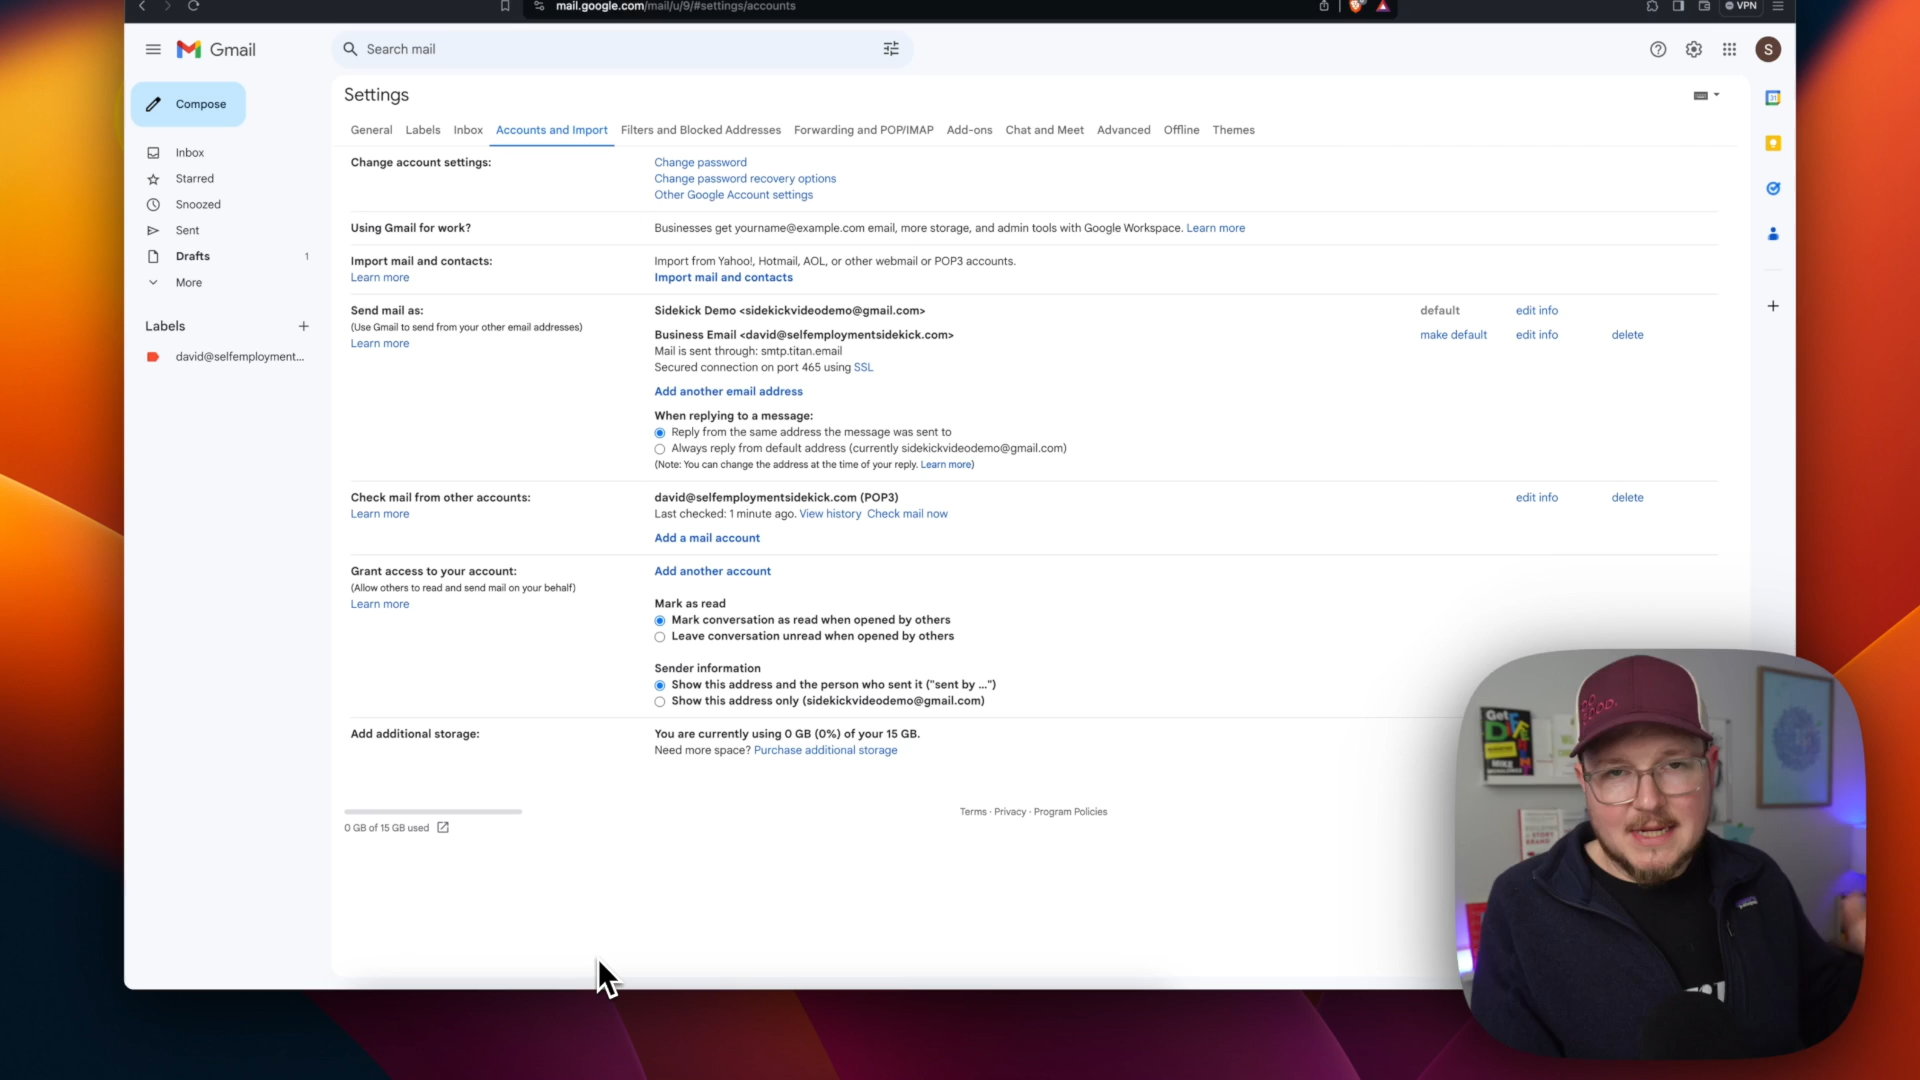 mail.google.com/mail/u/9/#settings/accounts
VPN
Gmail
Search mail
S
Compose
Inbox
Starred
Snoozed
Sent
Drafts 1
More
Labels
david@selfemployment...
Settings
General Labels Inbox Accounts and Import Filters and Blocked Addresses Forwarding and POP/IMAP Add-ons Chat and Meet Advanced Offline Themes
Change account settings: Change password
Change password recovery options
Other Google Account settings
Using Gmail for work? Businesses get yourname@example.com email, more storage, and admin tools with Google Workspace. Learn more
Import mail and contacts: Import from Yahoo!, Hotmail, AOL, or other webmail or POP3 accounts.
Learn more Import mail and contacts
Send mail as: Sidekick Demo <sidekickvideodemo@gmail.com> default edit info
(Use Gmail to send from your other email addresses)
Learn more
Business Email <david@selfemploymentsidekick.com> make default edit info delete
Mail is sent through: smtp.titan.email
Secured connection on port 465 using SSL
Add another email address
When replying to a message:
Reply from the same address the message was sent to
Always reply from default address (currently sidekickvideodemo@gmail.com)
(Note: You can change the address at the time of your reply. Learn more)
Check mail from other accounts: david@selfemploymentsidekick.com (POP3) edit info delete
Learn more Last checked: 1 minute ago. View history Check mail now
Add a mail account
Grant access to your account: Add another account
(Allow others to read and send mail on your behalf)
Learn more
Mark as read
Mark conversation as read when opened by others
Leave conversation unread when opened by others
Sender information
Show this address and the person who sent it ("sent by ...")
Show this address only (sidekickvideodemo@gmail.com)
Add additional storage: You are currently using 0 GB (0%) of your 15 GB.
Need more space? Purchase additional storage
0 GB of 15 GB used
Terms · Privacy · Program Policies
Get